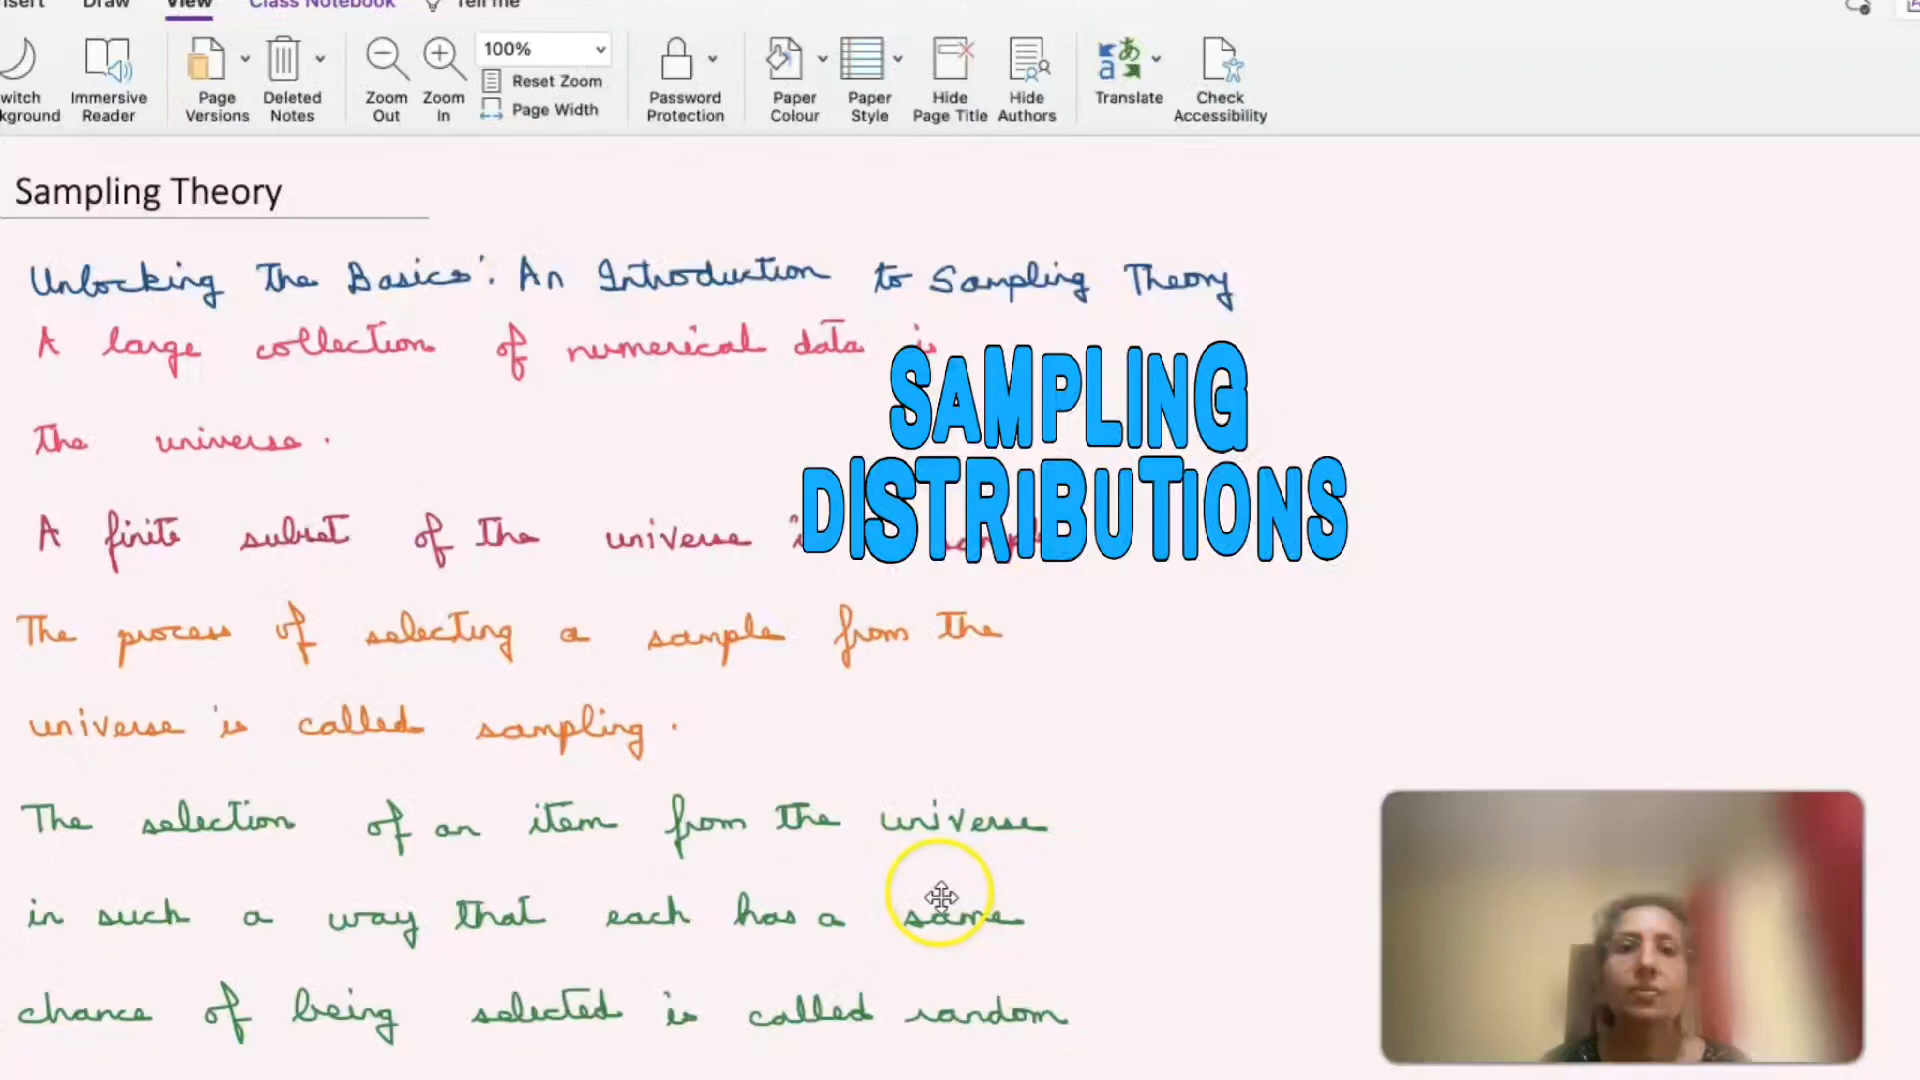 nsert Draw View Class Notebook Tell me
witch
kground
Immersive
Reader
Page
Versions
Deleted
Notes
Zoom
Out
Zoom
In
100%
Reset Zoom
Page Width
Password
Protection
Paper
Colour
Paper
Style
Hide
Page Title
Hide
Authors
Translate
Check
Accessibility
Sampling Theory
Unlocking the Basics: An Introduction to Sampling Theory
A large collection of numerical data is
the universe.
SAMPLING
DISTRIBUTIONS
A finite subset of the universe
The process of selecting a sample from the
universe is called sampling.
The selection of an item from the universe
in such a way that each has a same
chance of being selected is called random